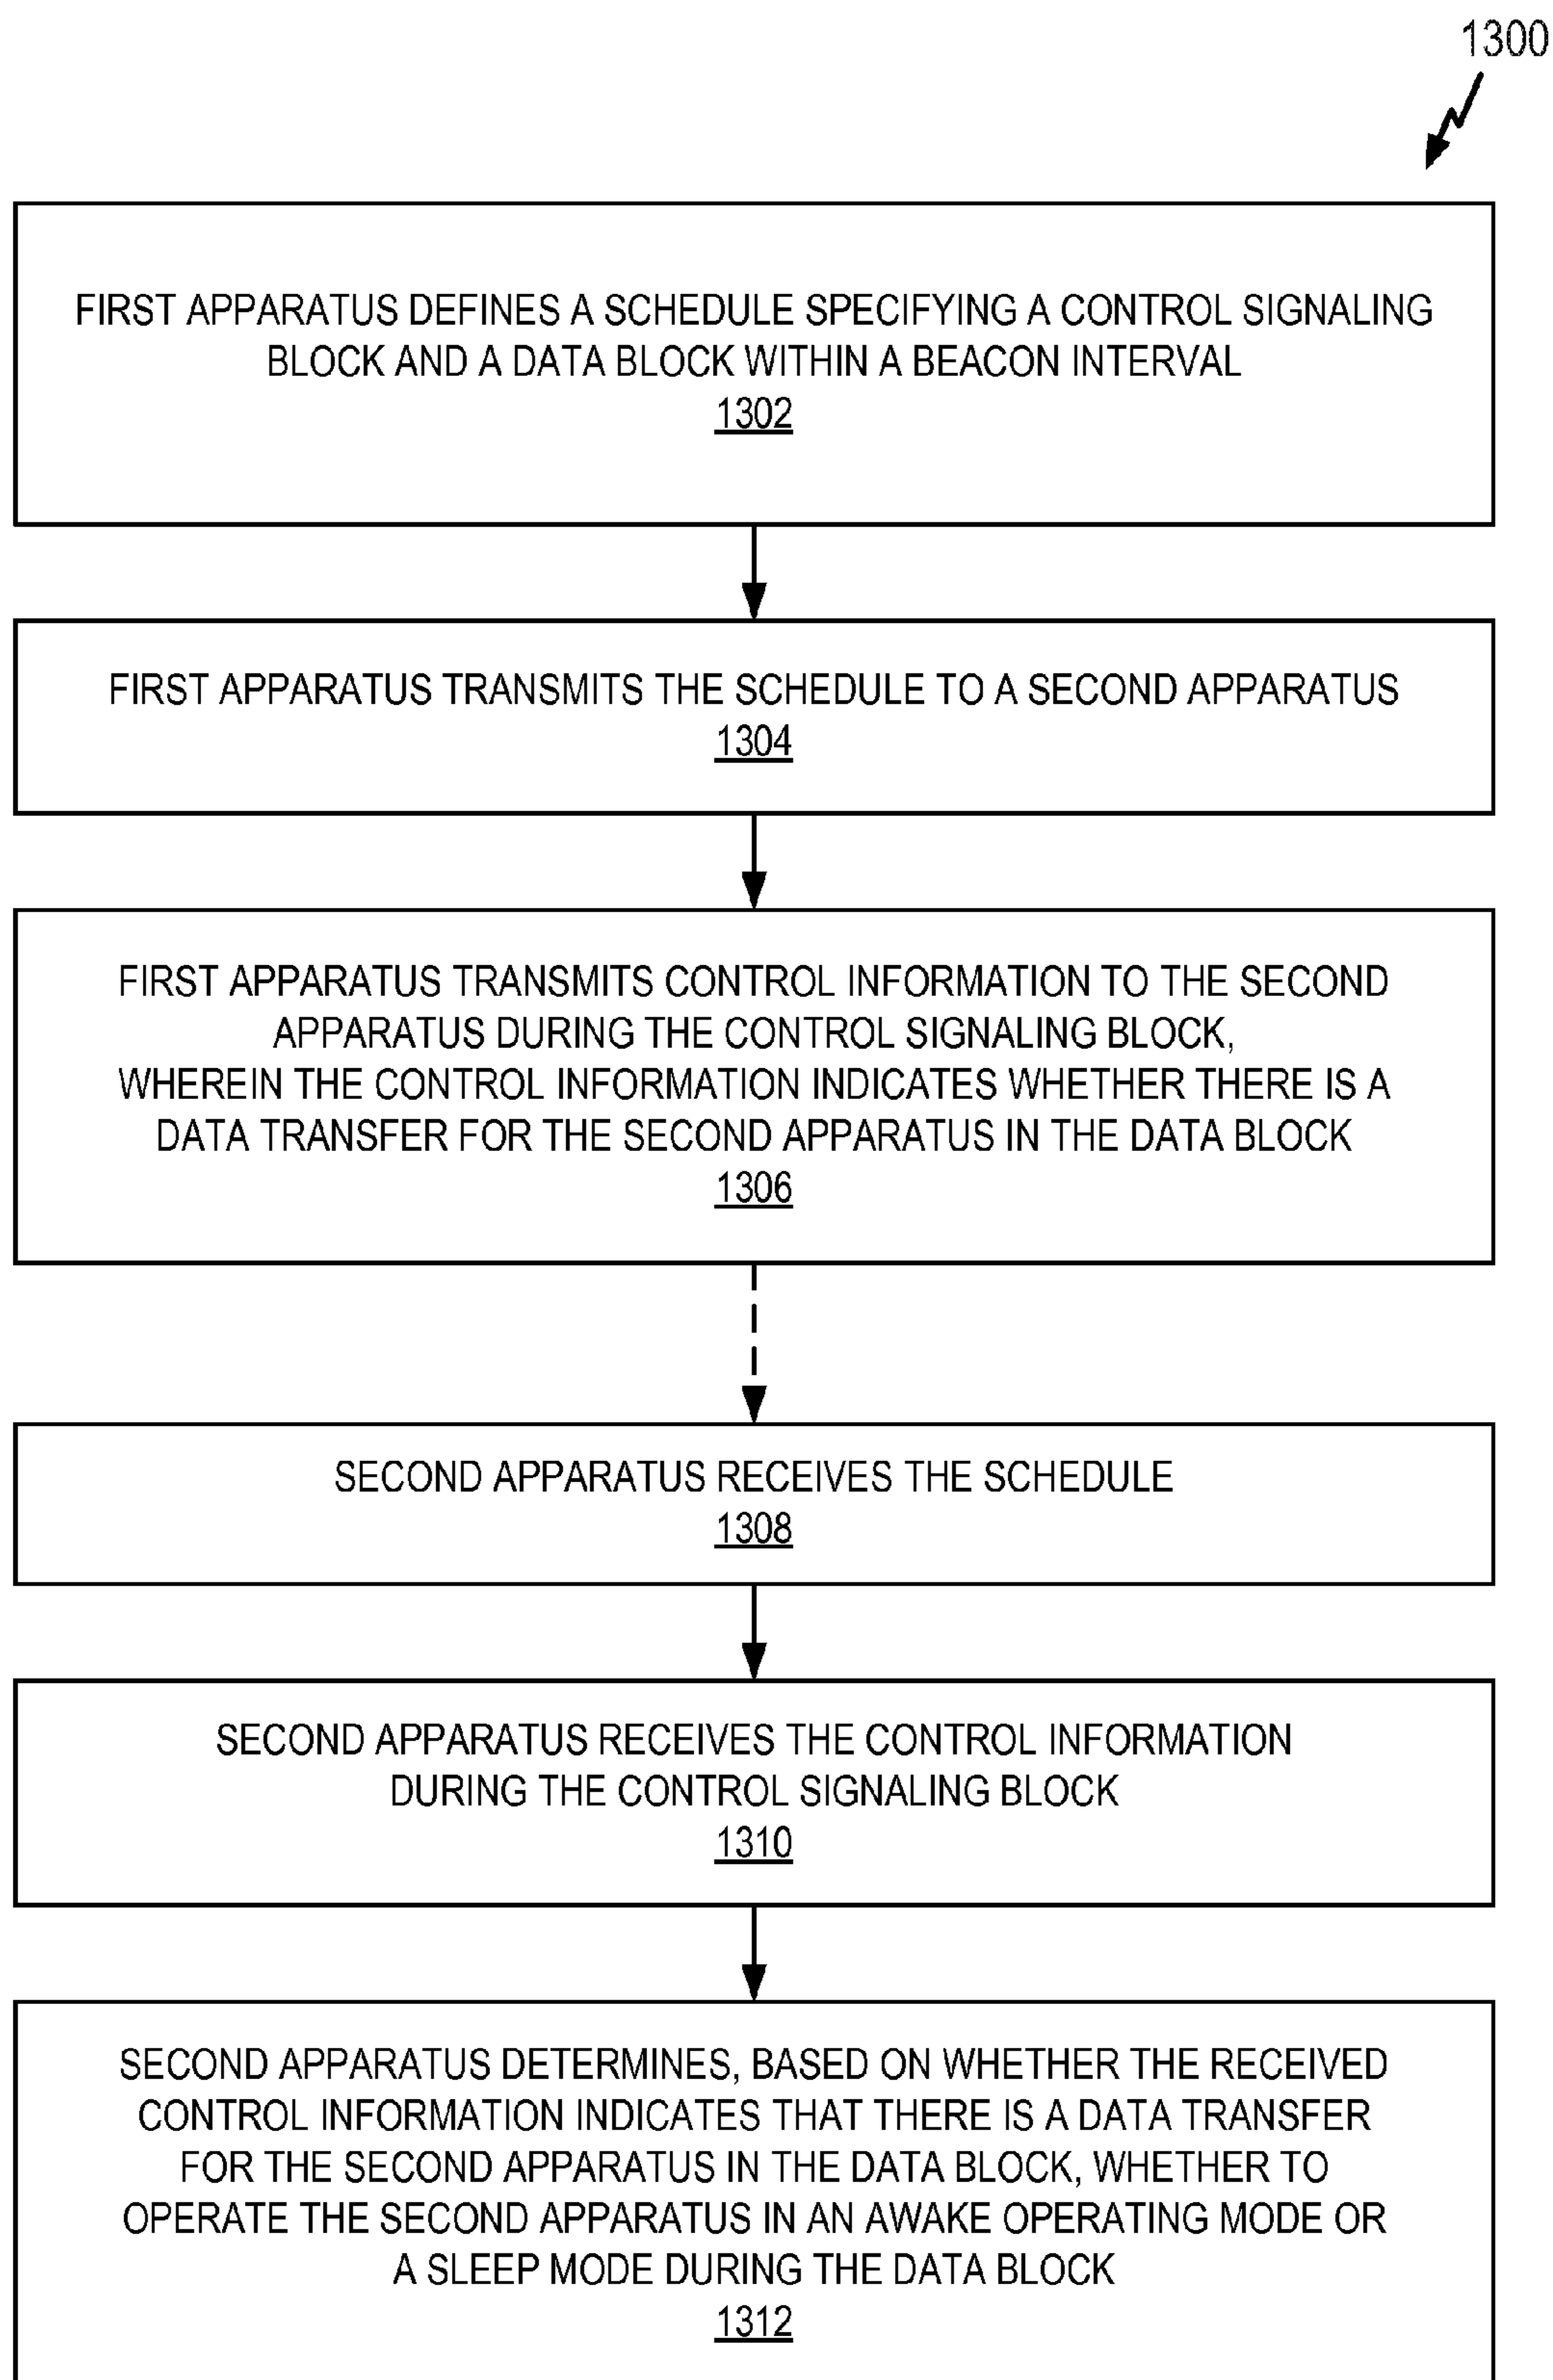 1300
FIRST APPARATUS DEFINES A SCHEDULE SPECIFYING A CONTROL SIGNALING
BLOCK AND A DATA BLOCK WITHIN A BEACON INTERVAL
1302
FIRST APPARATUS TRANSMITS THE SCHEDULE TO A SECOND APPARATUS
1304
FIRST APPARATUS TRANSMITS CONTROL INFORMATION TO THE SECOND
APPARATUS DURING THE CONTROL SIGNALING BLOCK,
WHEREIN THE CONTROL INFORMATION INDICATES WHETHER THERE IS A
DATA TRANSFER FOR THE SECOND APPARATUS IN THE DATA BLOCK
1306
SECOND APPARATUS RECEIVES THE SCHEDULE
1308
SECOND APPARATUS RECEIVES THE CONTROL INFORMATION
DURING THE CONTROL SIGNALING BLOCK
1310
SECOND APPARATUS DETERMINES, BASED ON WHETHER THE RECEIVED
CONTROL INFORMATION INDICATES THAT THERE IS A DATA TRANSFER
FOR THE SECOND APPARATUS IN THE DATA BLOCK, WHETHER TO
OPERATE THE SECOND APPARATUS IN AN AWAKE OPERATING MODE OR
A SLEEP MODE DURING THE DATA BLOCK
1312